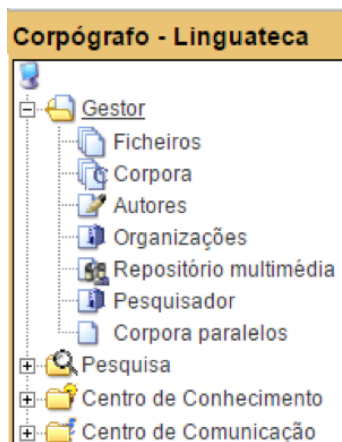 Corpógrafo - Linguateca
Gestor
Ficheiros
Corpora
Autores
Organizações
Repositório multimédia
Pesquisador
Corpora paralelos
Pesquisa
Centro de Conhecimento
Centro de Comunicação